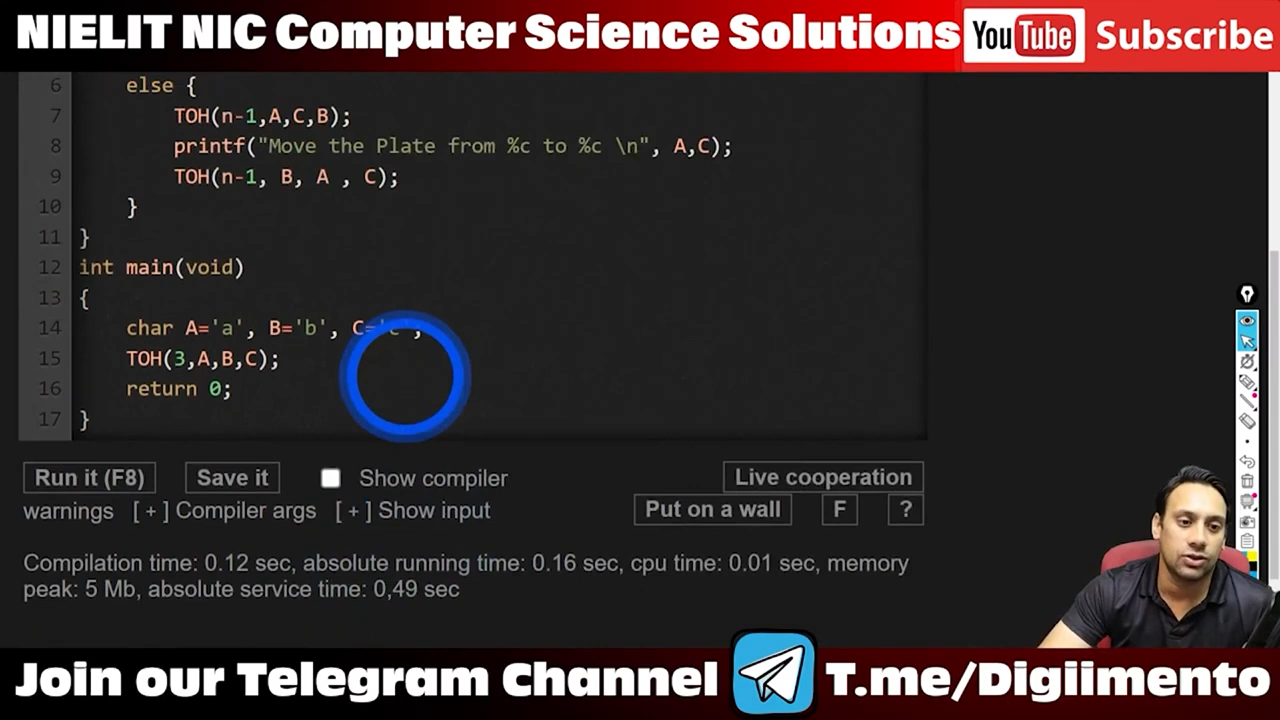 NIELIT NIC Computer Science Solutions YouTube Subscribe
6 else {
7 TOH(n-1,A,C,B);
8 printf("Move the Plate from %c to %c \n", A,C);
9 TOH(n-1, B, A , C);
10 }
11 }
12 int main(void)
13 {
14 char A='a', B='b', C='c';
15 TOH(3,A,B,C);
16 return 0;
17 }
Run it (F8) Save it Show compiler Live cooperation
warnings [ + ] Compiler args [ + ] Show input Put on a wall F ?
Compilation time: 0.12 sec, absolute running time: 0.16 sec, cpu time: 0.01 sec, memory
peak: 5 Mb, absolute service time: 0,49 sec
Join our Telegram Channel T.me/Digiimento